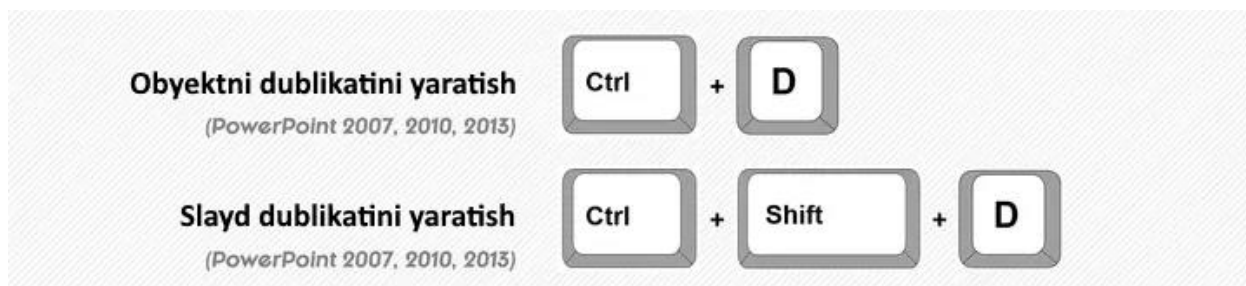 Obyektni dublikatini yaratish Ctrl + D
(PowerPoint 2007, 2010, 2013)
Slayd dublikatini yaratish Ctrl + Shift + D
(PowerPoint 2007, 2010, 2013)